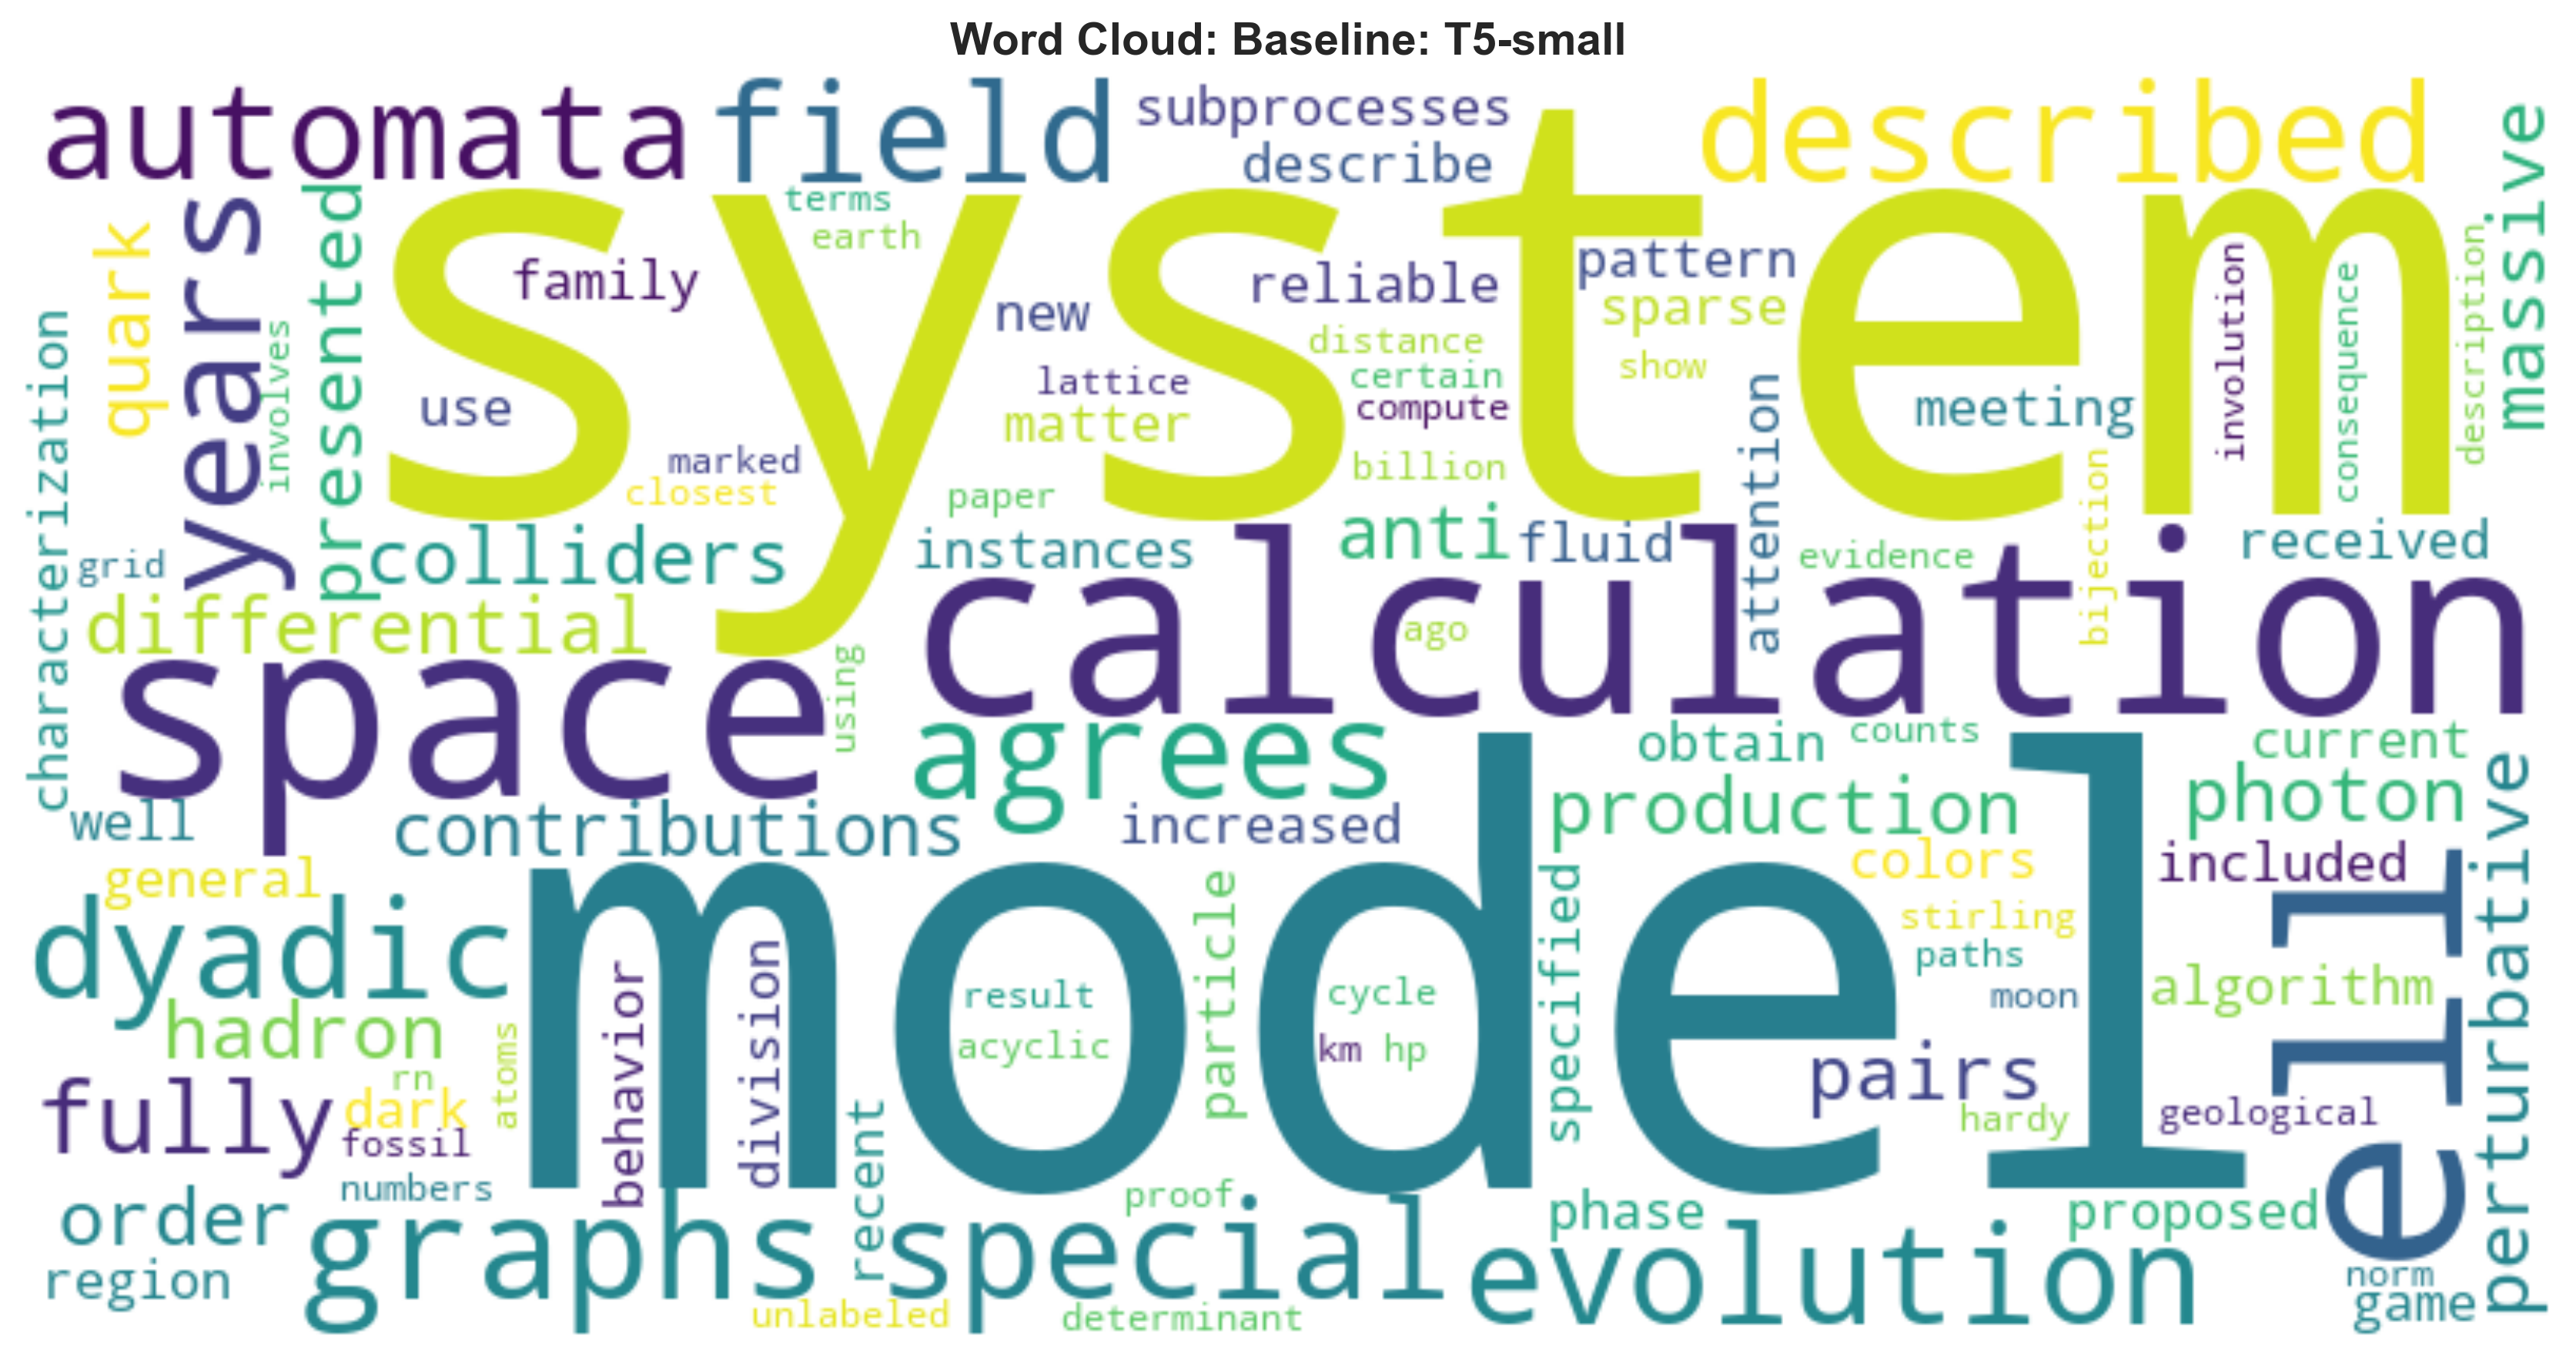 Word Cloud: Baseline: T5-small
automata
field
subprocesses
describe
described
massive
system
terms
earth
quark
years
involves
presented
family
new
reliable
pattern
sparse
involution
consequence
description
characterization
use
lattice
matter
distance
certain
compute
show
attention
meeting
marked
closest
paper
billion
bijection
grid
colliders
instances
anti
fluid
evidence
received
differential
calculation
ago
space
using
agrees
obtain
counts
current
well
contributions
increased
production
photon
general
colors
included
perturbative
dyadic
model
particle
specified
stirling
paths
moon
algorithm
ell
hadron
behavior
division
result
acyclic
cycle
km
hp
atoms
rn
pairs
fully
dark
fossil
hardy
geological
recent
numbers
order
graphs
proof
special
phase
evolution
proposed
region
unlabeled
determinant
norm
game